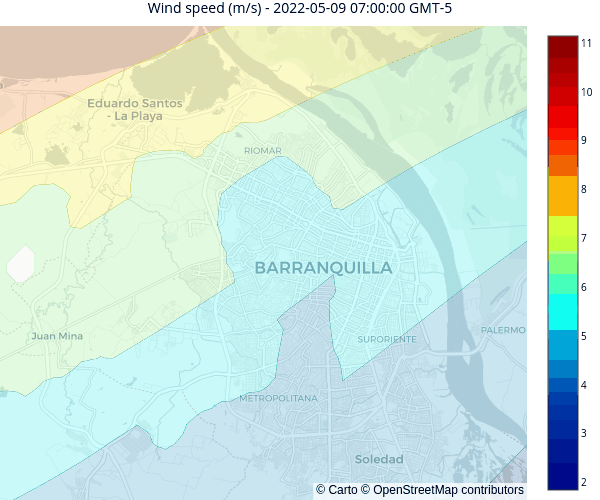 Wind speed (m/s) - 2022-05-09 07:00:00 GMT-5
Eduardo Santos
- La Playa
RIOMAR
BARRANQUILLA
Juan Mina
SURORIENTE
PALERMO
METROPOLITANA
Soledad
© Carto © OpenStreetMap contributors
11
10
9
8
7
6
5
4
3
2